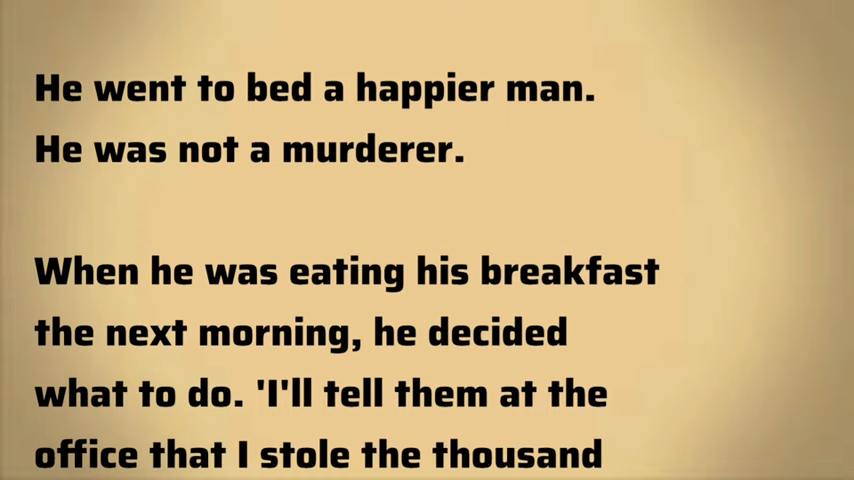 He went to bed a happier man.
He was not a murderer.
When he was eating his breakfast
the next morning, he decided
what to do. 'I'll tell them at the
office that I stole the thousand